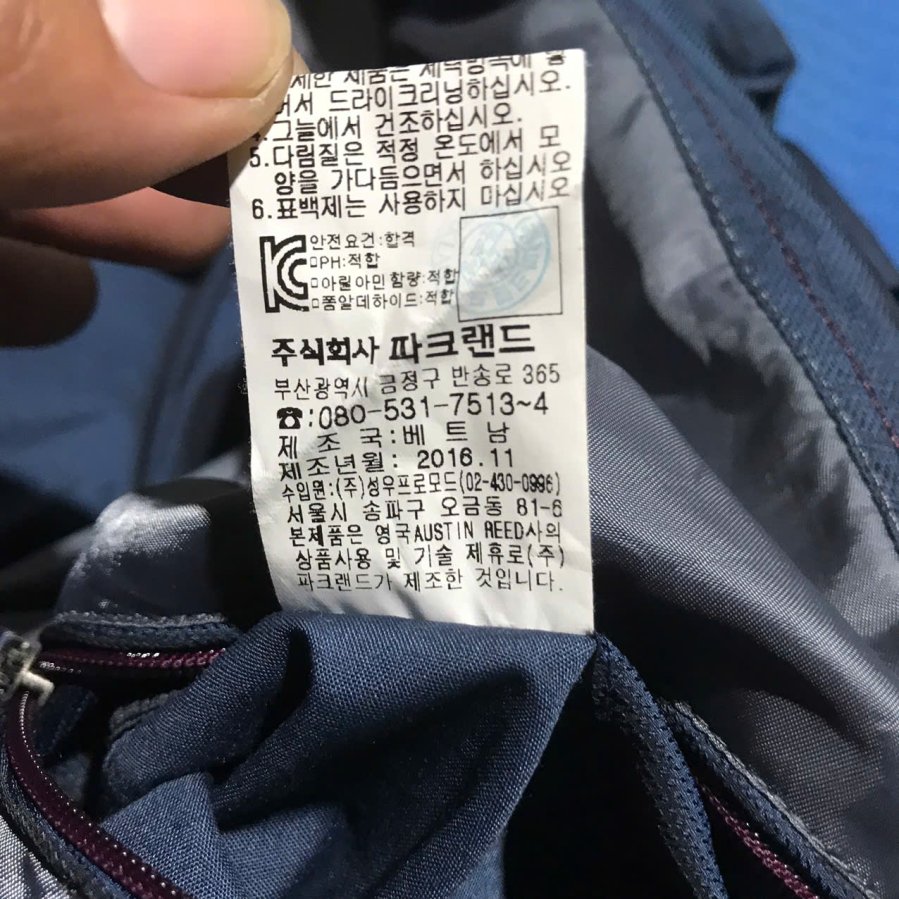 제품은
드라이크리닝하십시오.
4.그늘에서 건조하십시오.
5.다림질은 적정 온도에서 모
양을 가다듬으면서 하십시오
6.표백제는 사용하지 마십시오
KC
안전요건:합격
□PH:적합
□아릴아민함량:적합
□폼알데하이드:적합
주식회사 파크랜드
부산광역시 금정구 반송로 365
☎:080-531-7513~4
제 조 국:베트남
제조년월: 2016.11
수입원:(주)성우프로모드(02-430-0996)
서울시 송파구 오금동 81-6
본제품은 영국AUSTIN REED사의
상품사용 및 기술 제휴로(주)
파크랜드가 제조한 것입니다.